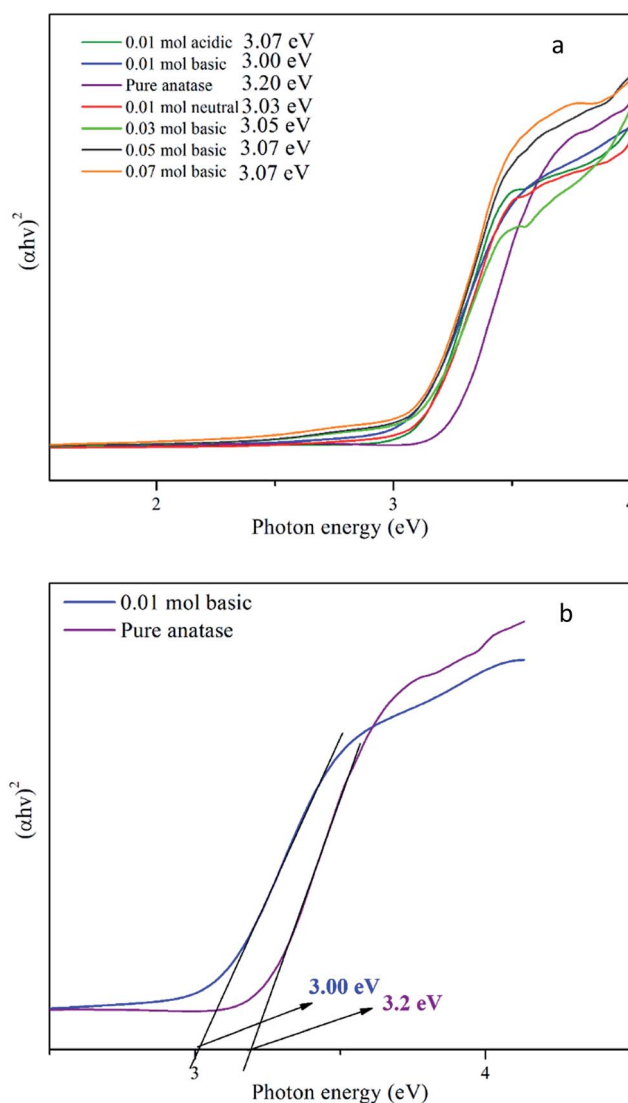 a
0.01 mol acidic 3.07 eV
0.01 mol basic 3.00 eV
Pure anatase 3.20 eV
0.01 mol neutral 3.03 eV
0.03 mol basic 3.05 eV
0.05 mol basic 3.07 eV
0.07 mol basic 3.07 eV
(αhν)²
2 3 4
Photon energy (eV)
b
0.01 mol basic
Pure anatase
(αhν)²
3.00 eV
3.2 eV
3 4
Photon energy (eV)